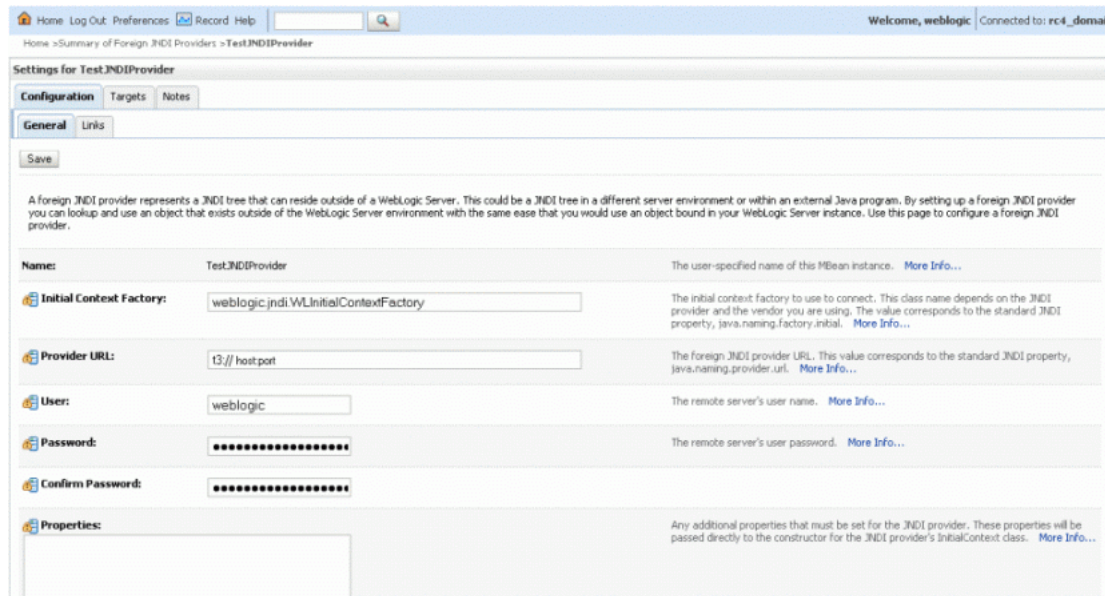 Home Log Out Preferences Record Help
Welcome, weblogic Connected to: rc4_domai
Home >Summary of Foreign JNDI Providers >TestJNDIProvider
Settings for TestJNDIProvider
Configuration Targets Notes
General Links
Save
A foreign JNDI provider represents a JNDI tree that can reside outside of a WebLogic Server. This could be a JNDI tree in a different server environment or within an external Java program. By setting up a foreign JNDI provider
you can lookup and use an object that exists outside of the WebLogic Server environment with the same ease that you would use an object bound in your WebLogic Server instance. Use this page to configure a foreign JNDI
provider.
Name: TestJNDIProvider The user-specified name of this MBean instance. More Info...
Initial Context Factory: weblogic.jndi.WLInitialContextFactory
The initial context factory to use to connect. This class name depends on the JNDI
provider and the vendor you are using. The value corresponds to the standard JNDI
property, java.naming.factory.initial. More Info...
Provider URL: t3:// host:port
The foreign JNDI provider URL. This value corresponds to the standard JNDI property,
java.naming.provider.url. More Info...
User: weblogic The remote server's user name. More Info...
Password: The remote server's user password. More Info...
Confirm Password:
Properties:
Any additional properties that must be set for the JNDI provider. These properties will be
passed directly to the constructor for the JNDI provider's InitialContext class. More Info...